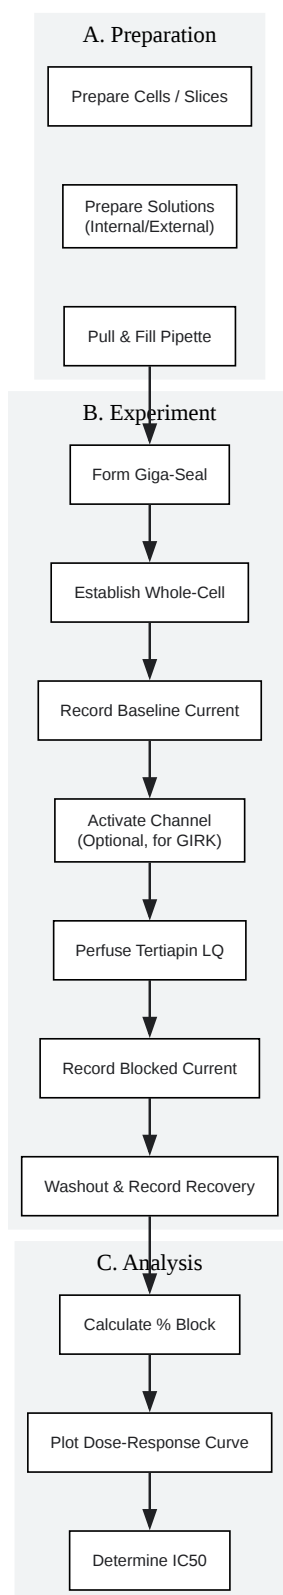 A. Preparation
Prepare Cells / Slices
Prepare Solutions
(Internal/External)
Pull & Fill Pipette
B. Experiment
Form Giga-Seal
Establish Whole-Cell
Record Baseline Current
Activate Channel
(Optional, for GIRK)
Perfuse Tertiapin LQ
Record Blocked Current
Washout & Record Recovery
C. Analysis
Calculate % Block
Plot Dose-Response Curve
Determine IC50